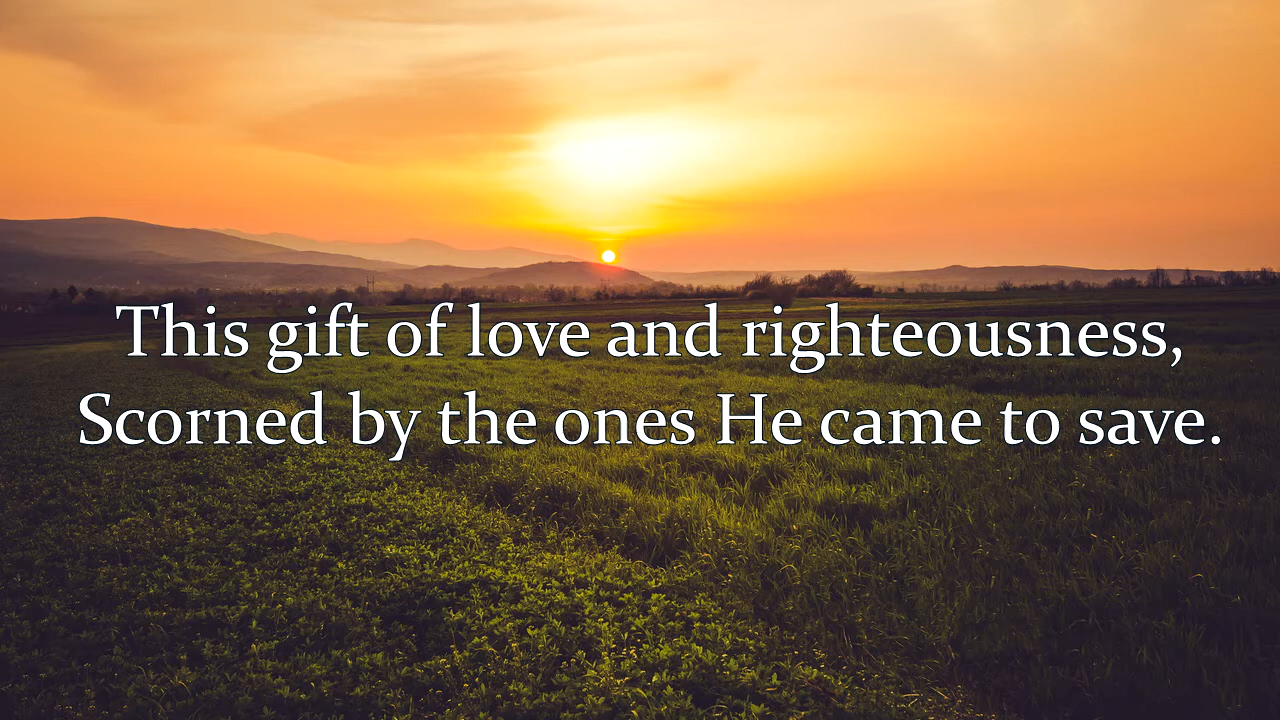 This gift of love and righteousness,
Scorned by the ones He came to save.